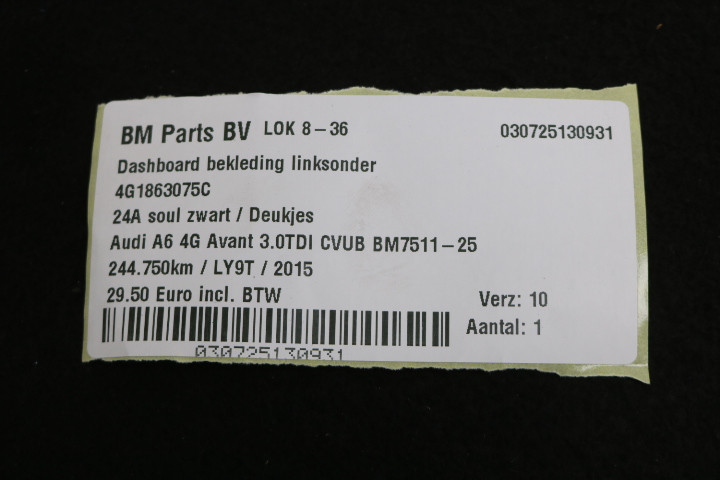 BM Parts BV LOK 8-36 030725130931
Dashboard bekleding linksonder
4G1863075C
24A soul zwart / Deukjes
Audi A6 4G Avant 3.0TDI CVUB BM7511-25
244.750km / LY9T / 2015
29.50 Euro incl. BTW Verz: 10
Aantal: 1
030725130931